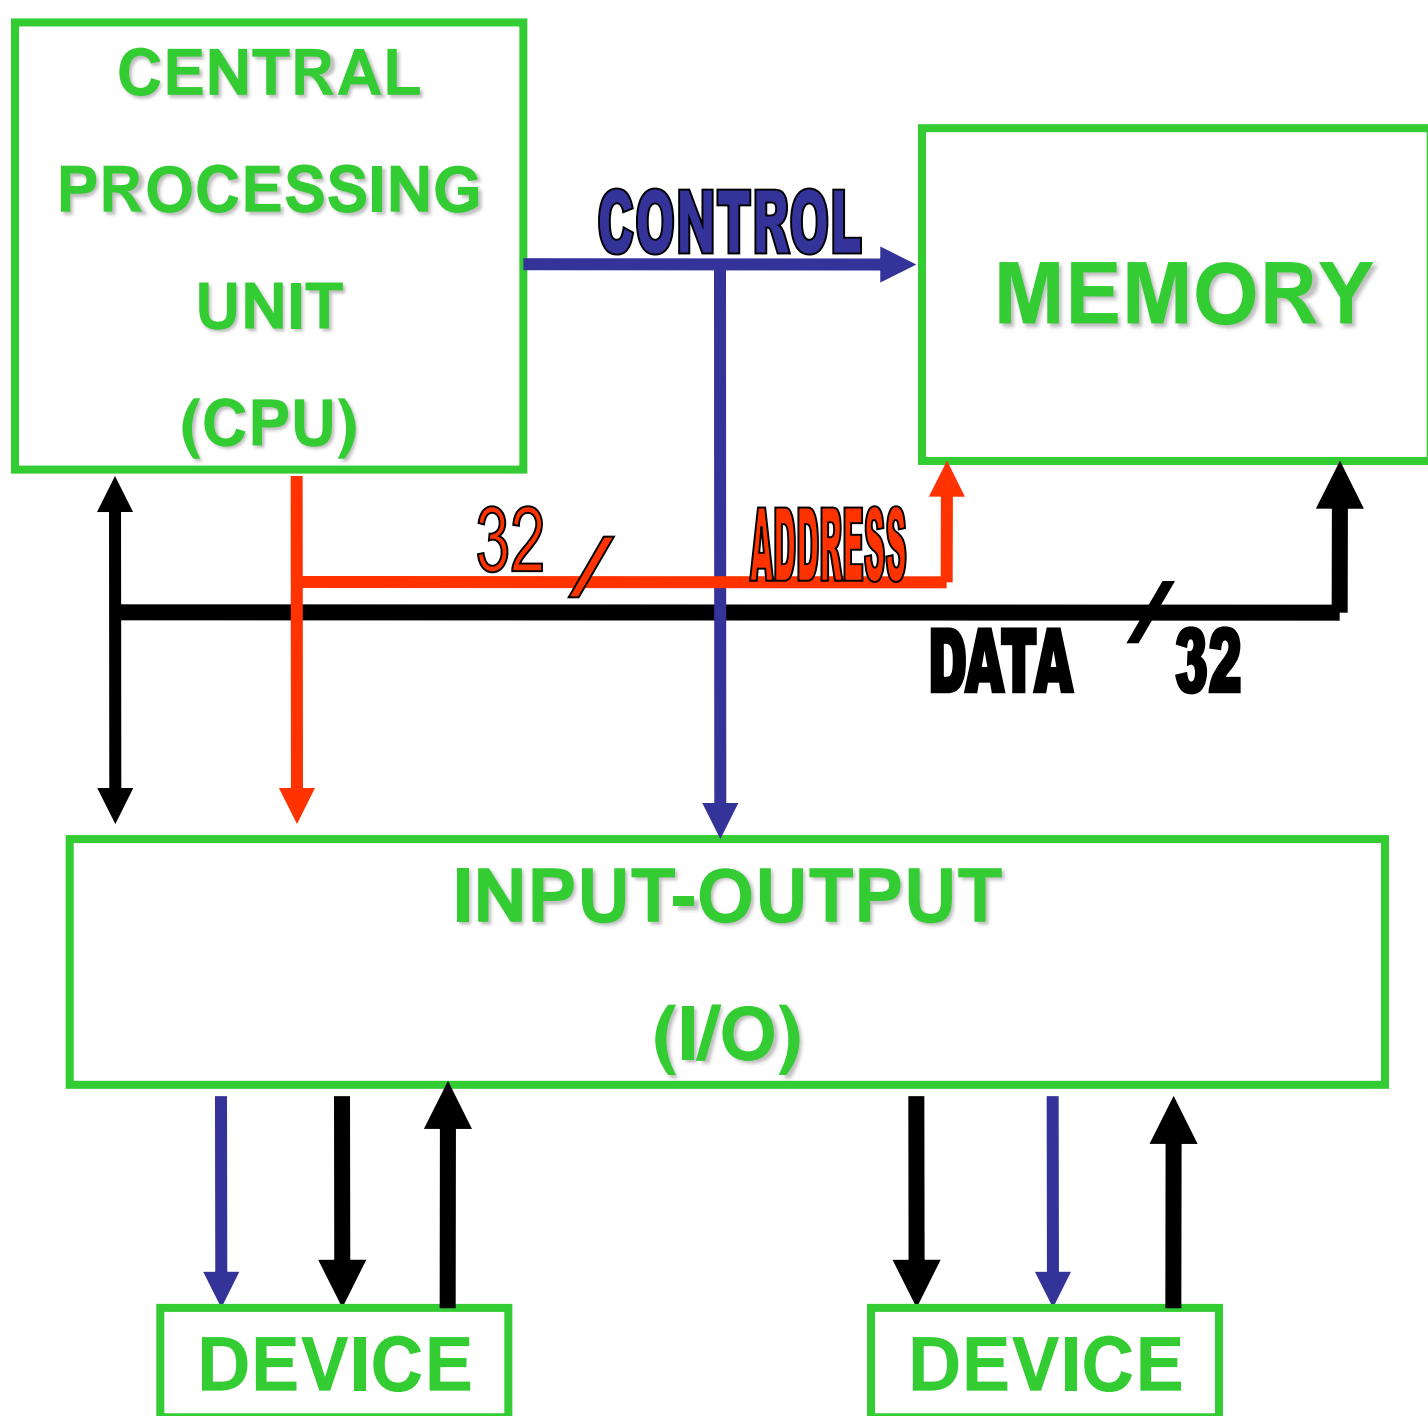 CENTRAL
PROCESSING
UNIT
(CPU)
CONTROL
MEMORY
32
ADDRESS
DATA
32
INPUT-OUTPUT
(I/O)
DEVICE
DEVICE